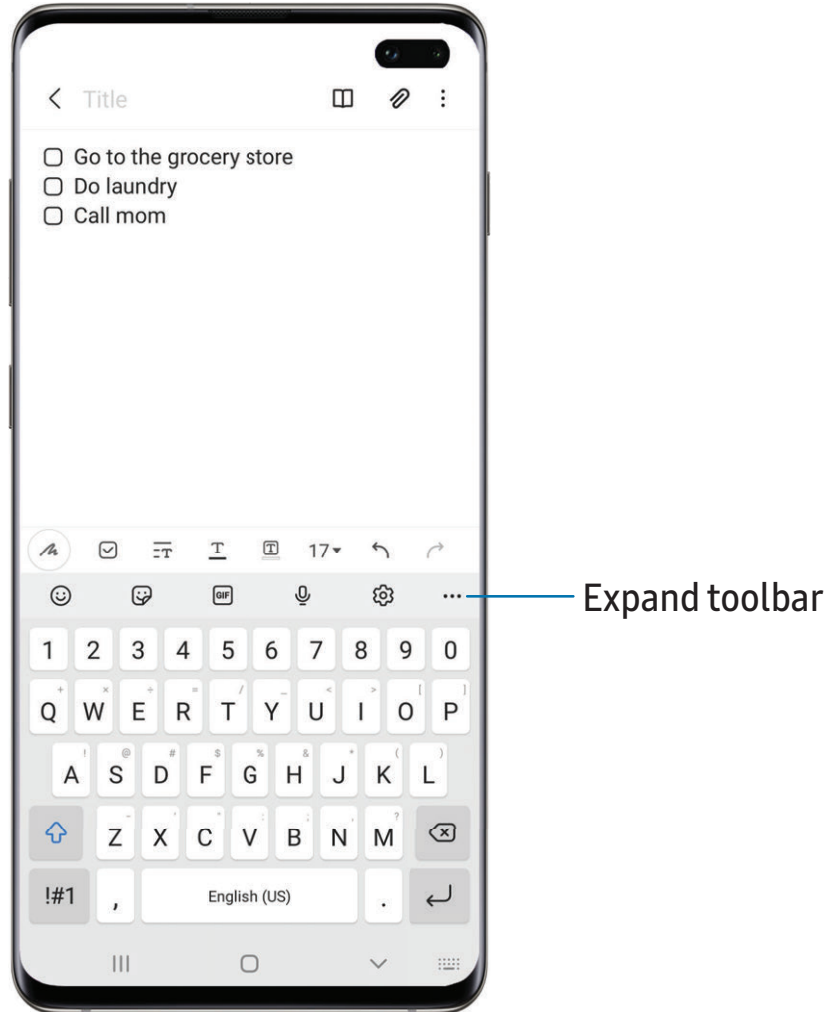 Title
Go to the grocery store
Do laundry
Call mom
T T T 17
GIF
Expand toolbar
1 2 3 4 5 6 7 8 9 0
+ × ÷ = / _ < > [ ]
Q W E R T Y U I O P
! @ # $ % & * ( )
A S D F G H J K L
- ' " : ; , ?
Z X C V B N M
!#1 , English (US) .